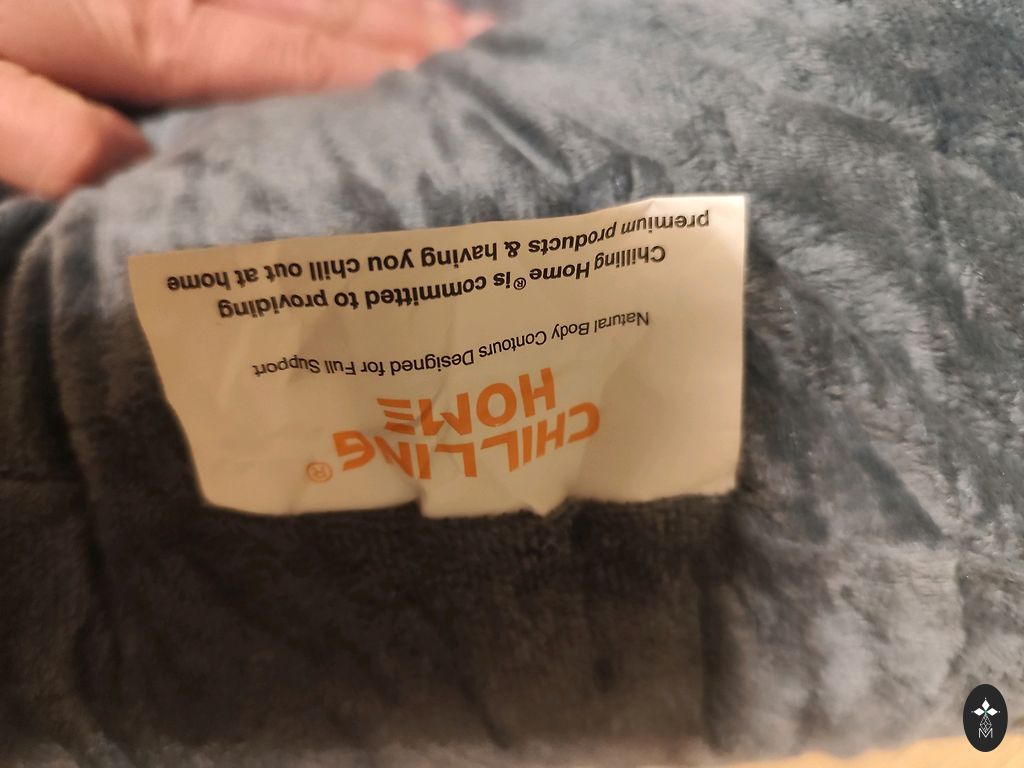 CHILLING
HOME®
Natural Body Contours Designed for Full Support
Chilling Home® is committed to providing
premium products & having you chill out at home
M